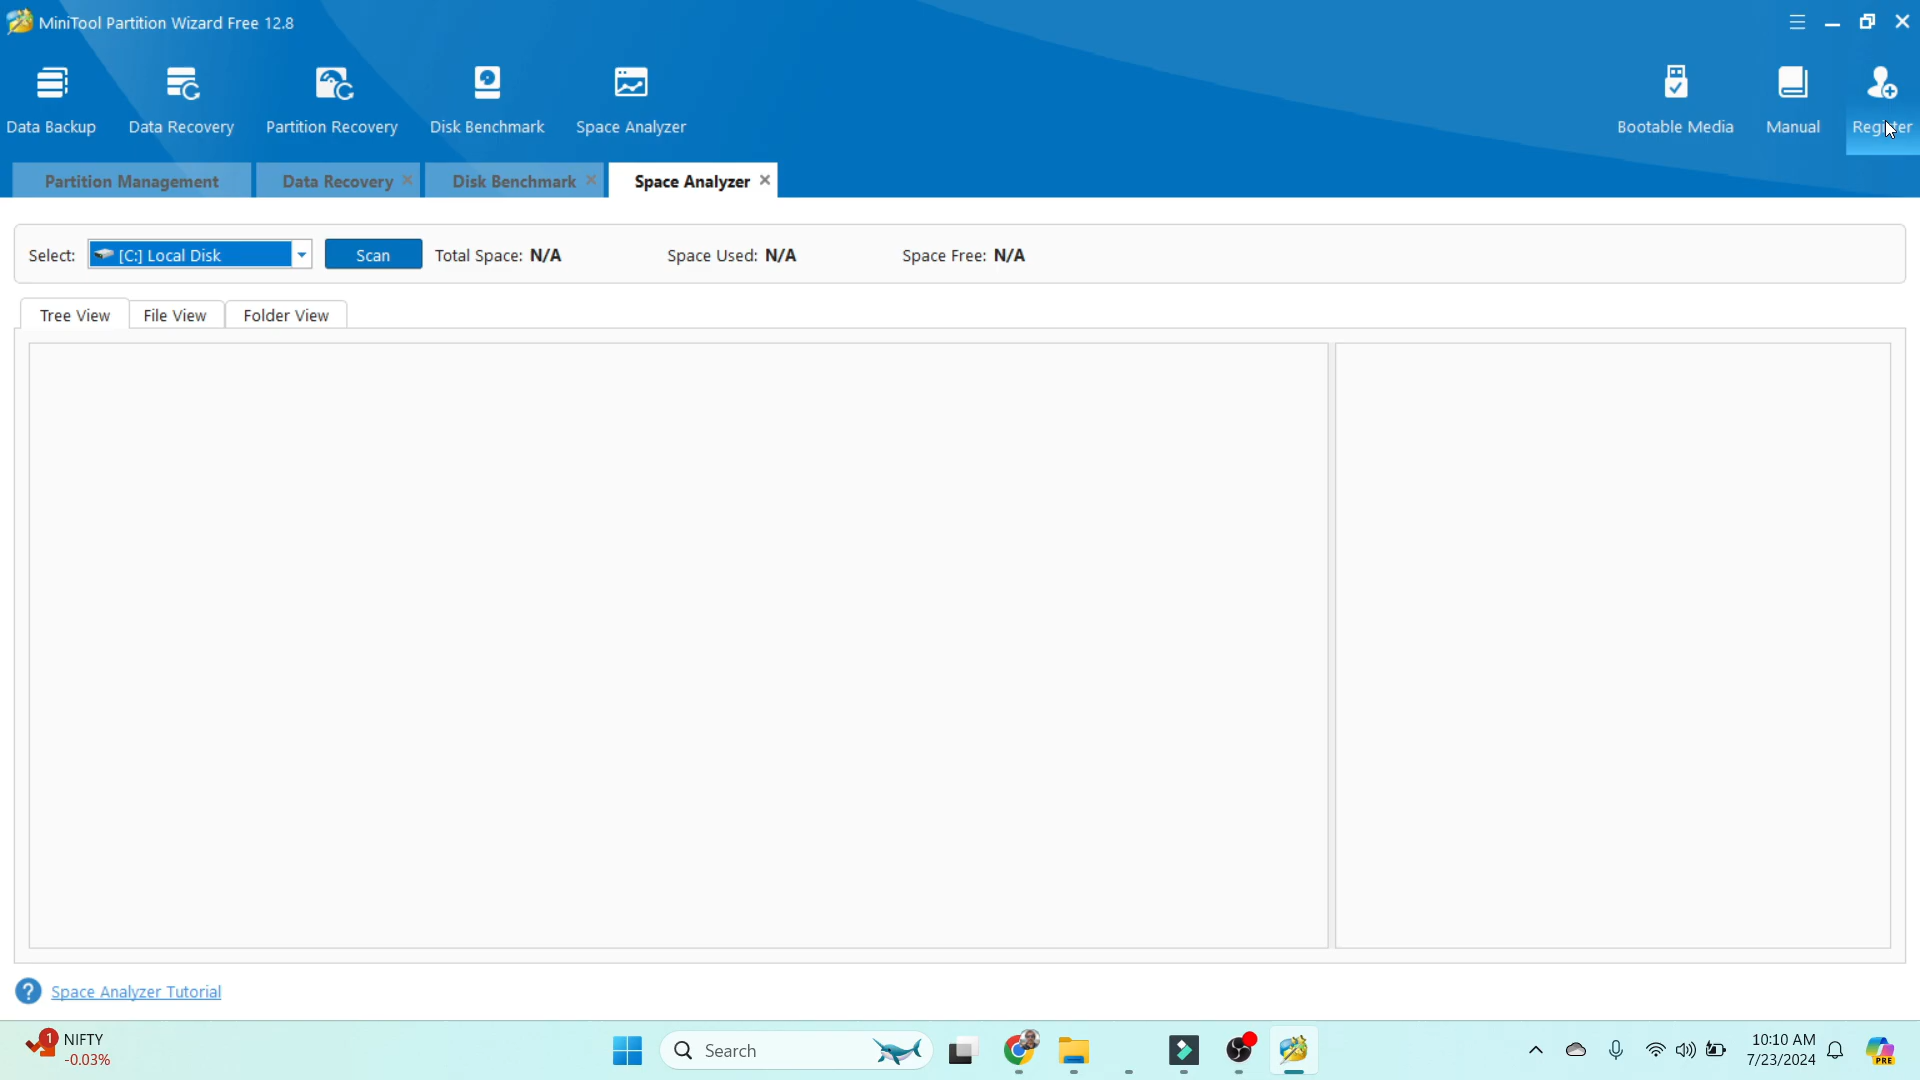 MiniTool Partition Wizard Free 12.8
Data Backup Data Recovery Partition Recovery Disk Benchmark Space Analyzer Bootable Media Manual Register
Partition Management Data Recovery Disk Benchmark Space Analyzer
Select: [C:] Local Disk Scan Total Space: N/A Space Used: N/A Space Free: N/A
Tree View File View Folder View
? Space Analyzer Tutorial
1 NIFTY
-0.03%
Search
10:10 AM
7/23/2024
PRE